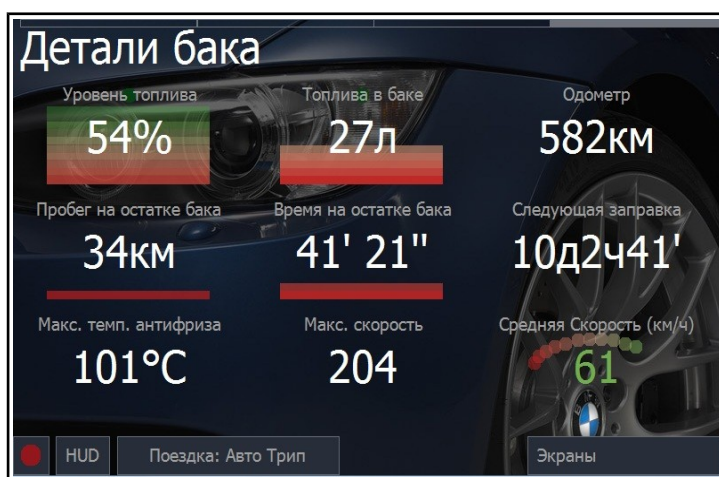 Детали бака
Уровень топлива
Топлива в баке
Одометр
54%
27л
582км
Пробег на остатке бака
Время на остатке бака
Следующая заправка
34км
41' 21''
10д2ч41'
Макс. темп. антифриза
Макс. скорость
Средняя Скорость (км/ч)
101°C
204
61
HUD
Поездка: Авто Трип
Экраны